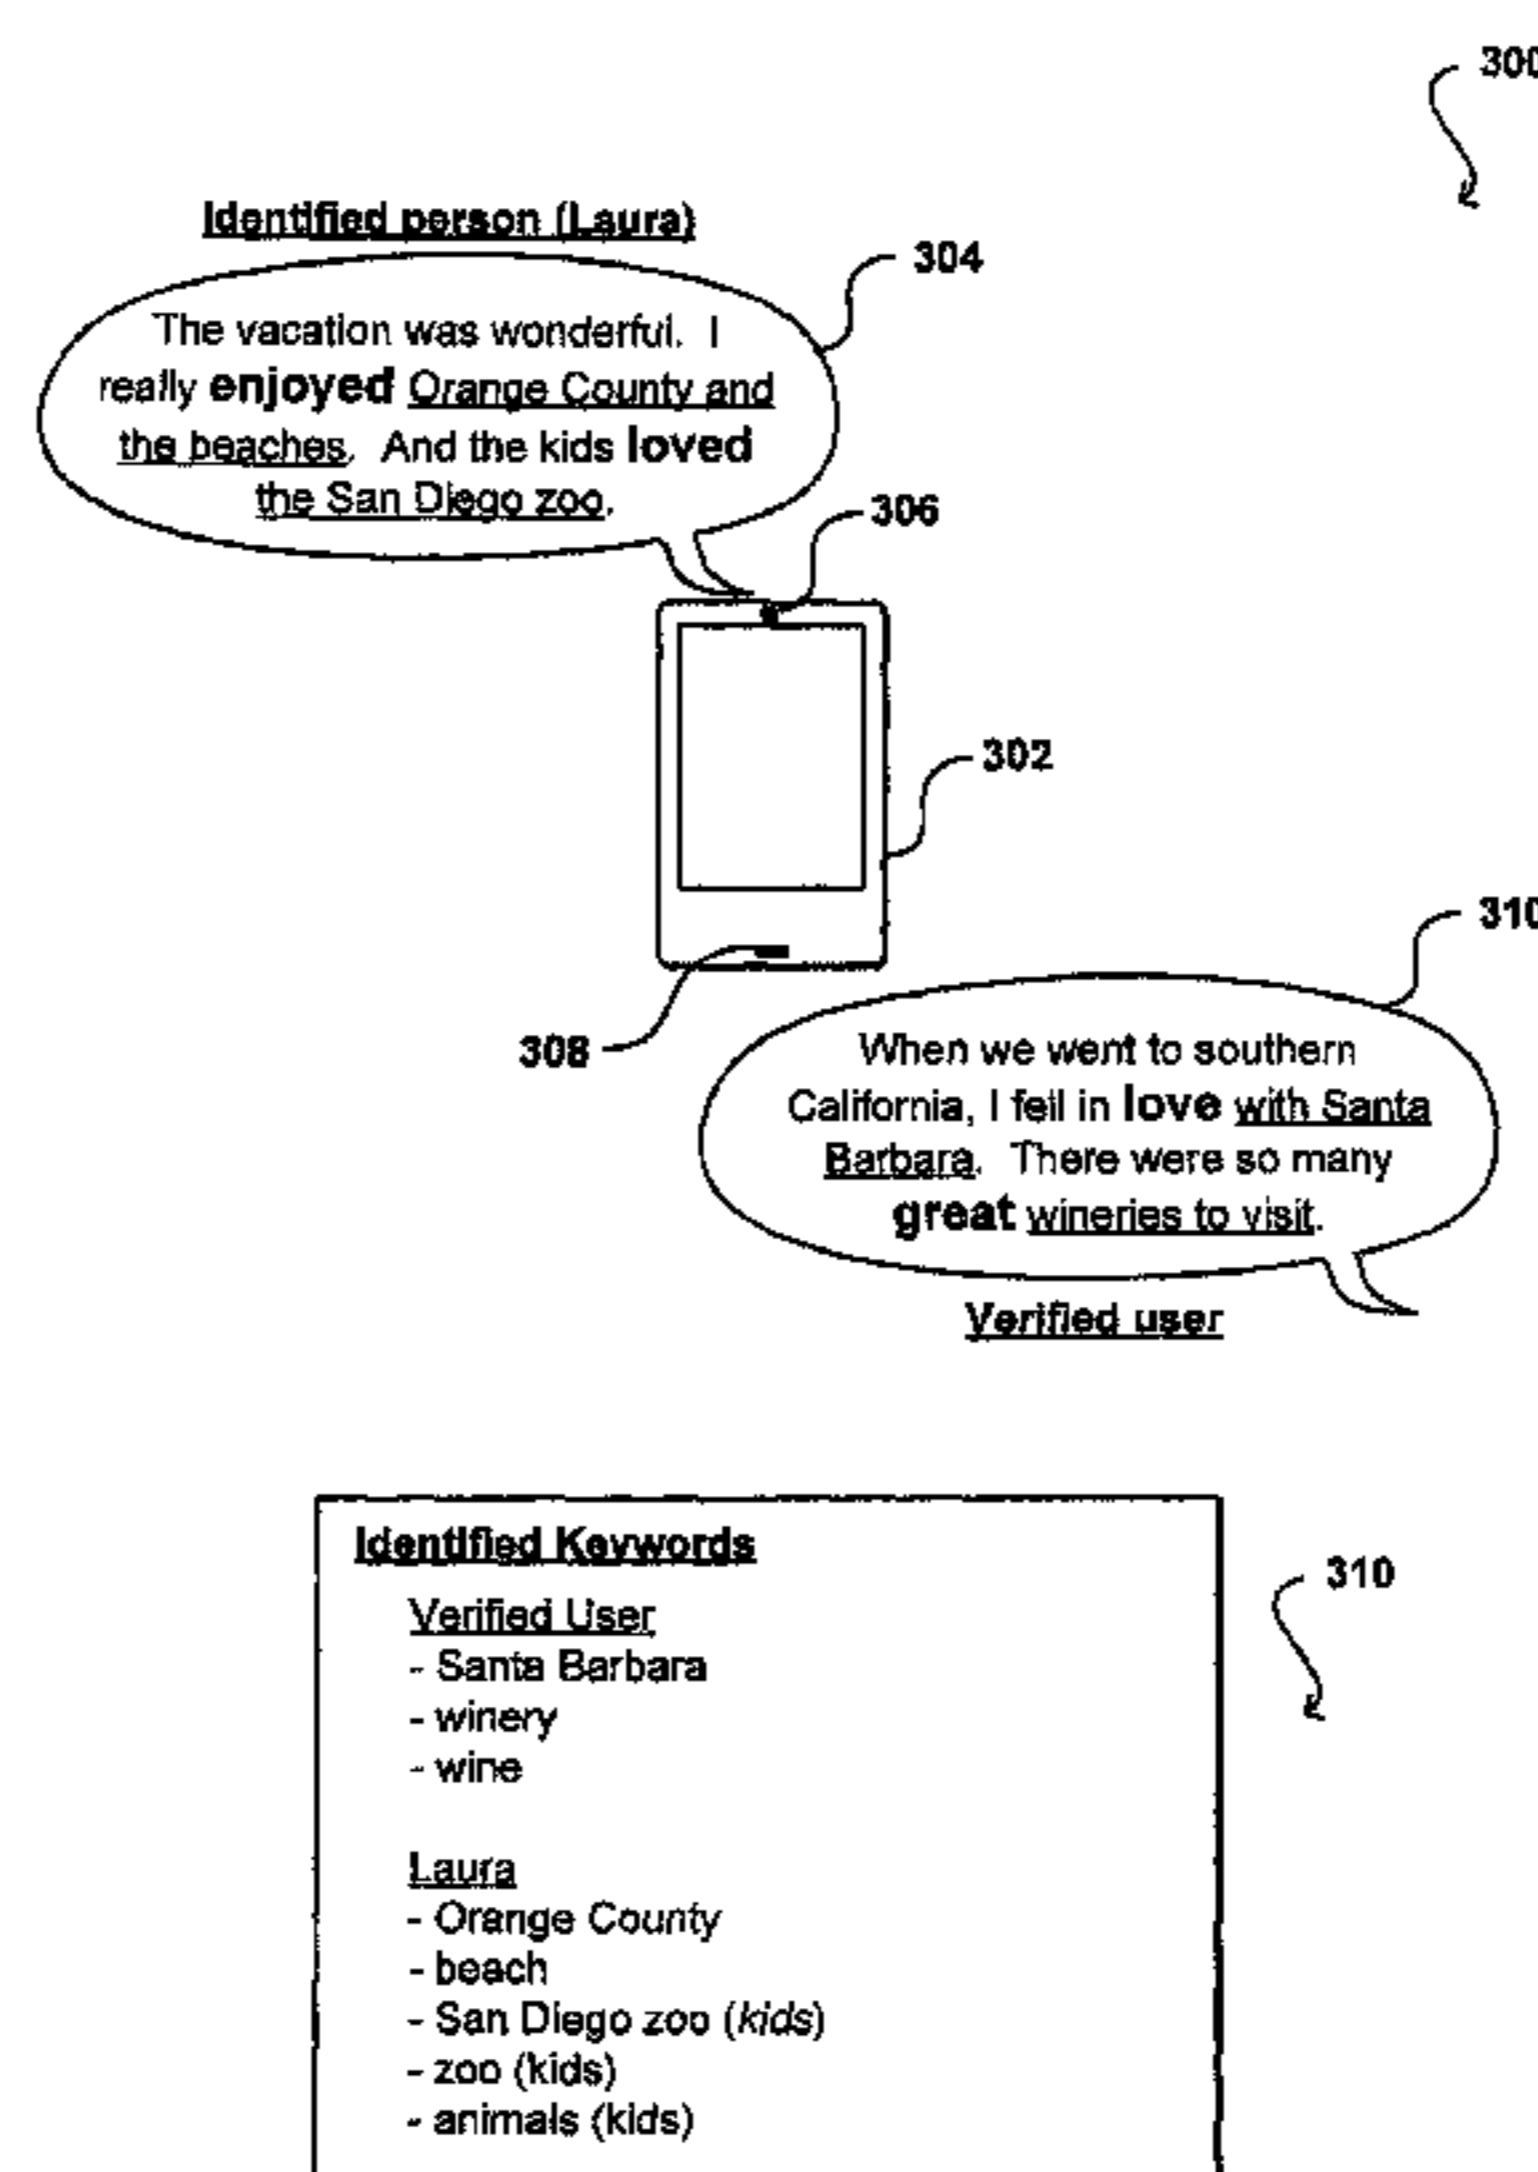 300
Identified person (Laura)
304
The vacation was wonderful. I
really enjoyed Orange County and
the beaches. And the kids loved
the San Diego zoo.
306
302
310
308
When we went to southern
California, I fell in love with Santa
Barbara. There were so many
great wineries to visit.
Verified user
Identified Keywords
310
Verified User
- Santa Barbara
- winery
- wine
Laura
- Orange County
- beach
- San Diego zoo (kids)
- zoo (kids)
- animals (kids)